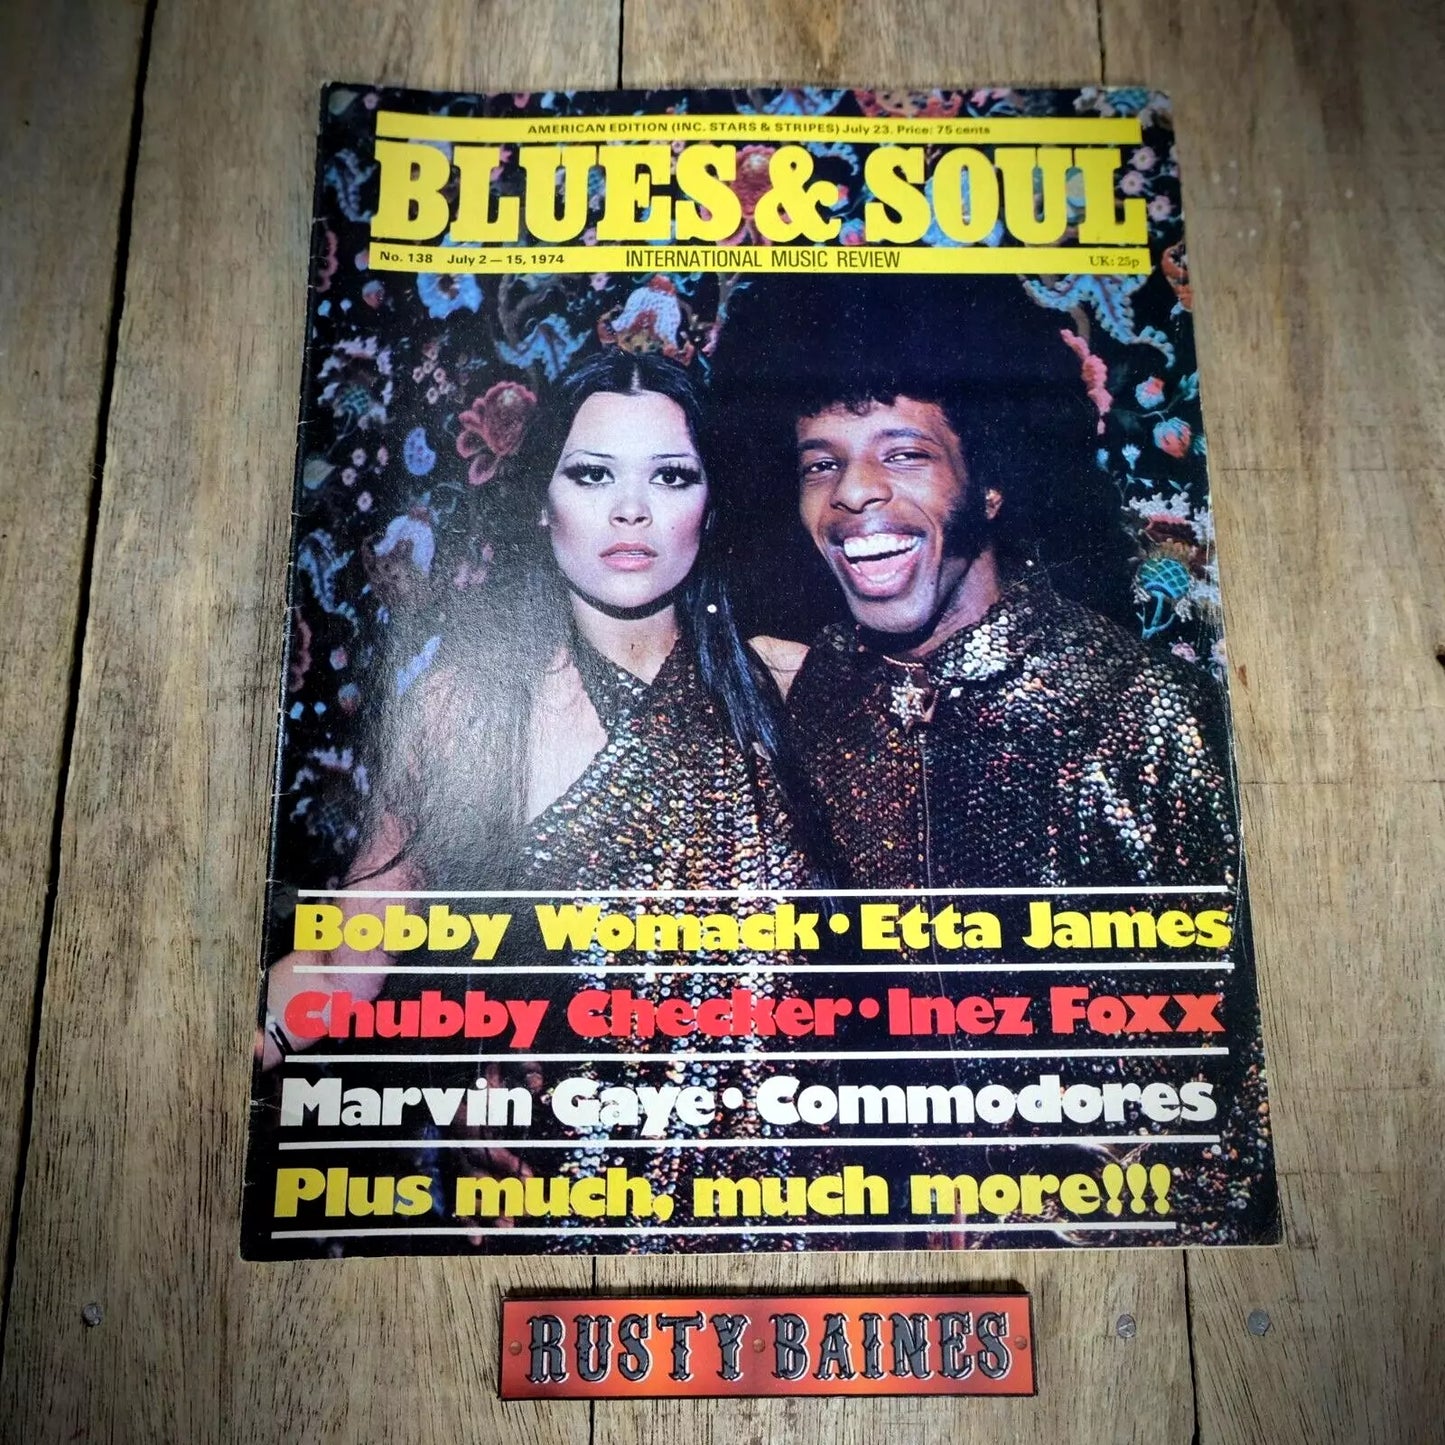 AMERICAN EDITION (INC. STARS & STRIPES) July 23. Price: 75 cents
BLUES & SOUL
No. 138 July 2 — 15, 1974 INTERNATIONAL MUSIC REVIEW UK: 25p
Bobby Womack • Etta James
Chubby Checker • Inez Foxx
Marvin Gaye • Commodores
Plus much, much more!!!
RUSTY BAINES